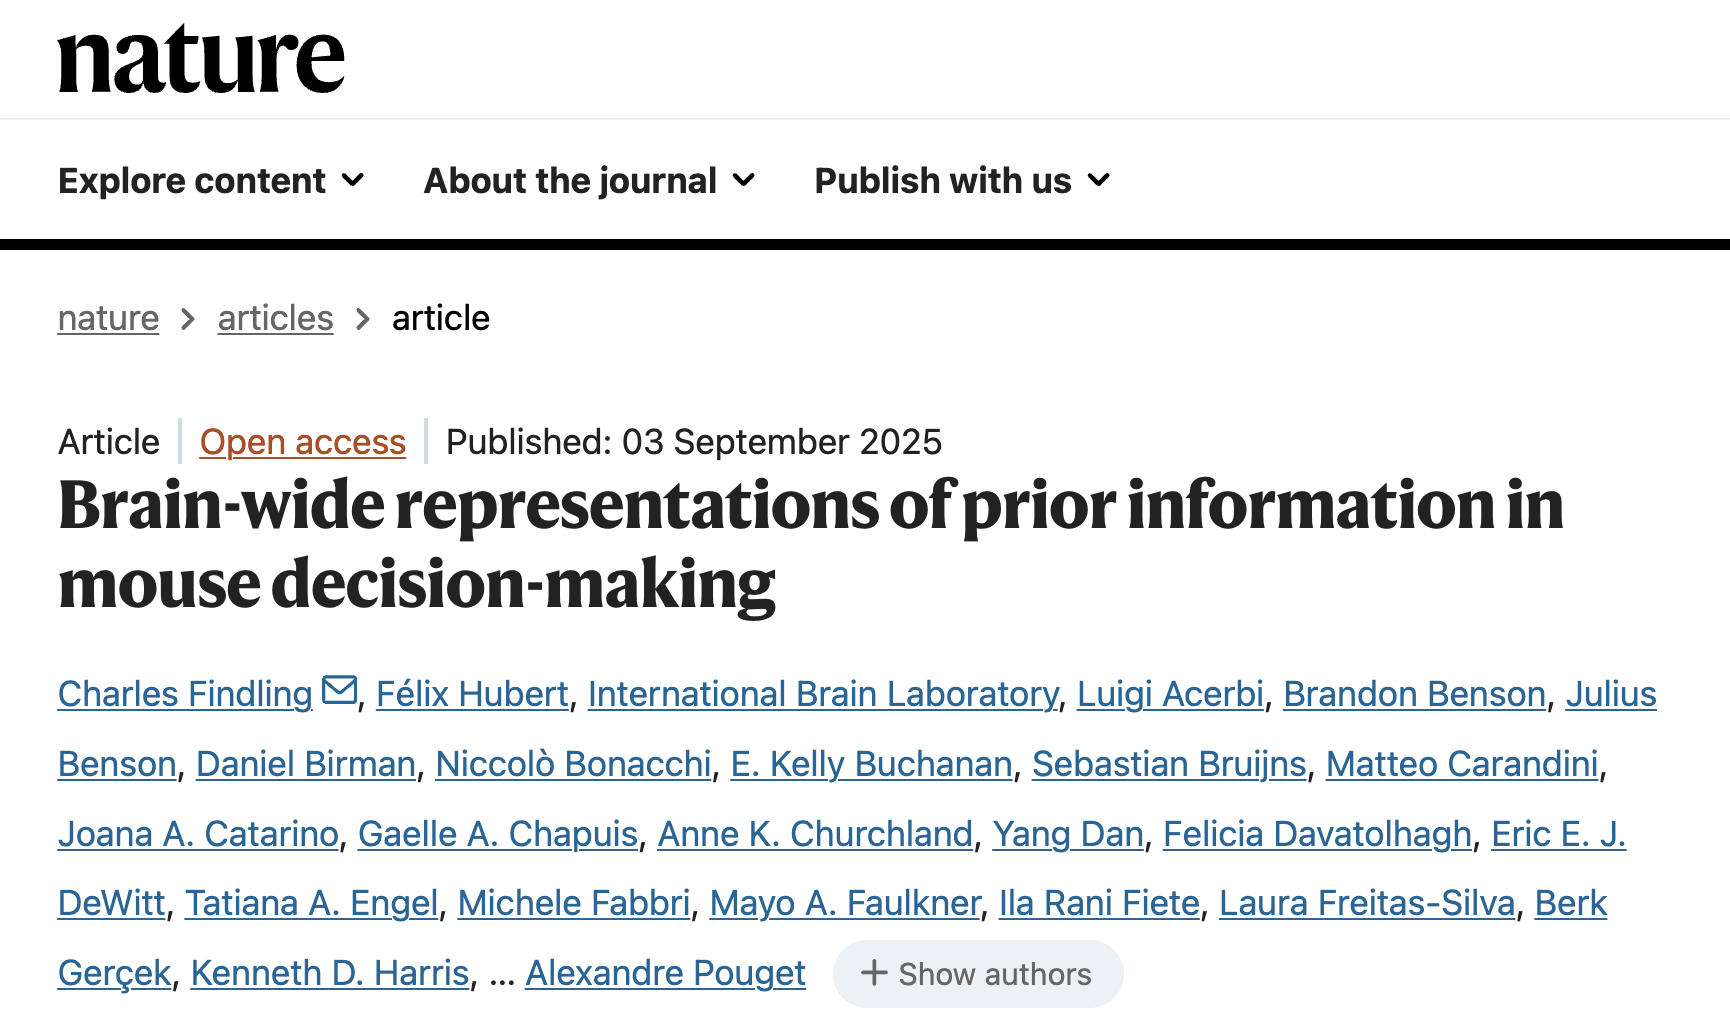 nature
Explore content About the journal Publish with us
nature > articles > article
Article | Open access | Published: 03 September 2025
Brain-wide representations of prior information in
mouse decision-making
Charles Findling, Félix Hubert, International Brain Laboratory, Luigi Acerbi, Brandon Benson, Julius
Benson, Daniel Birman, Niccolò Bonacchi, E. Kelly Buchanan, Sebastian Bruijns, Matteo Carandini,
Joana A. Catarino, Gaelle A. Chapuis, Anne K. Churchland, Yang Dan, Felicia Davatolhagh, Eric E. J.
DeWitt, Tatiana A. Engel, Michele Fabbri, Mayo A. Faulkner, Ila Rani Fiete, Laura Freitas-Silva, Berk
Gerçek, Kenneth D. Harris, ... Alexandre Pouget + Show authors